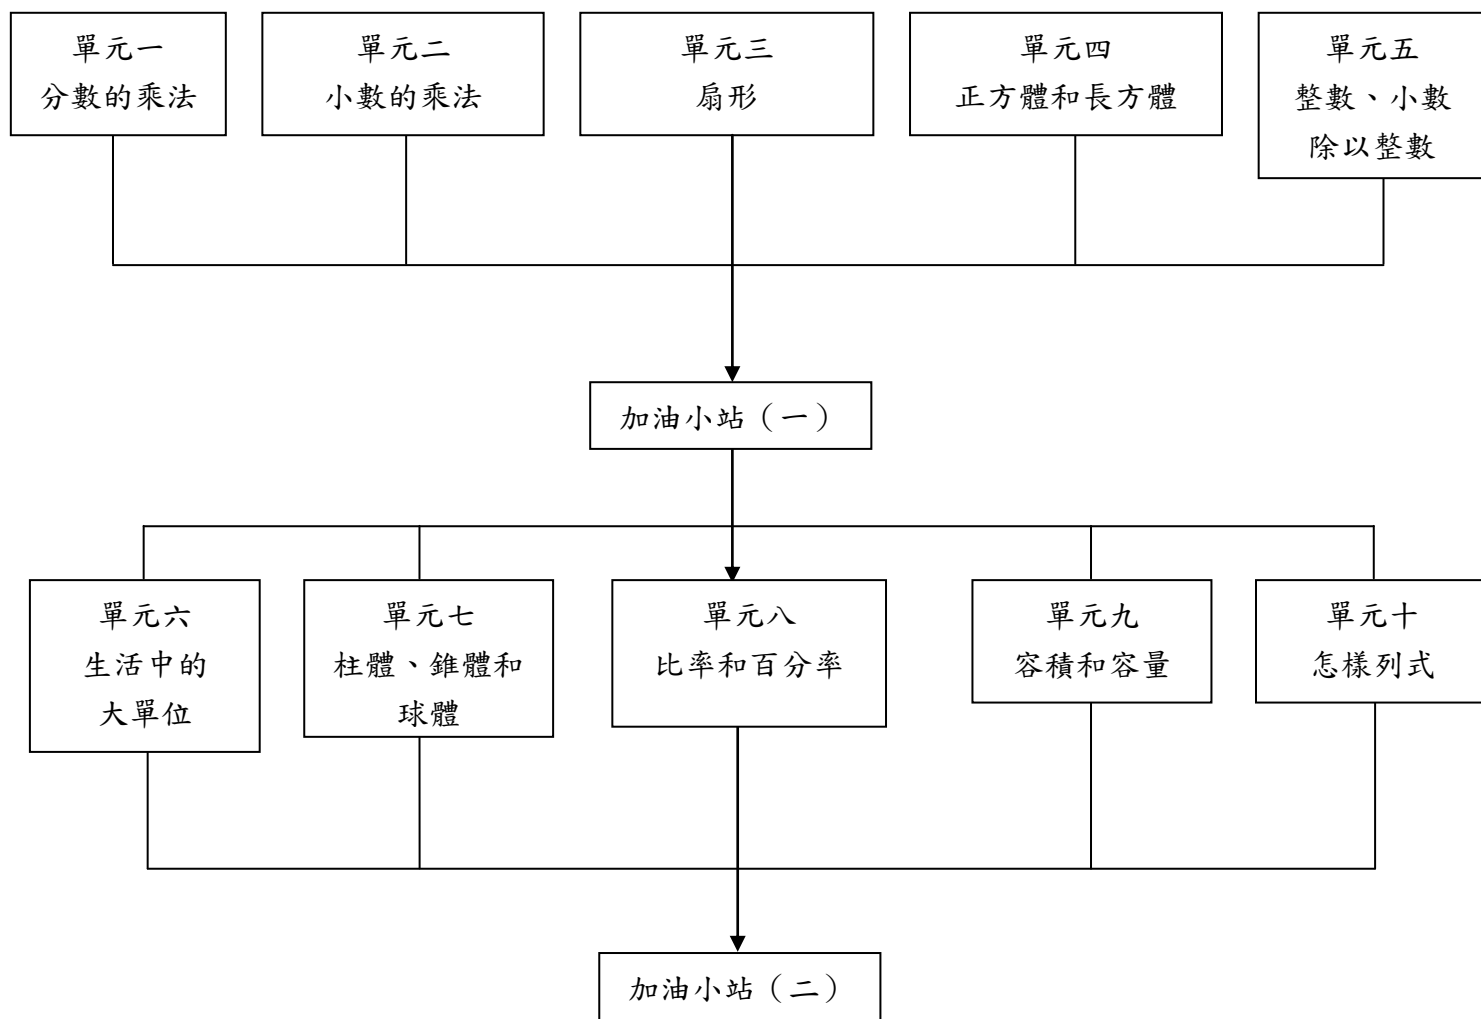 單元一
分數的乘法
單元二
小數的乘法
單元三
扇形
單元四
正方體和長方體
單元五
整數、小數
除以整數
加油小站（一）
單元六
生活中的
大單位
單元七
柱體、錐體和
球體
單元八
比率和百分率
單元九
容積和容量
單元十
怎樣列式
加油小站（二）